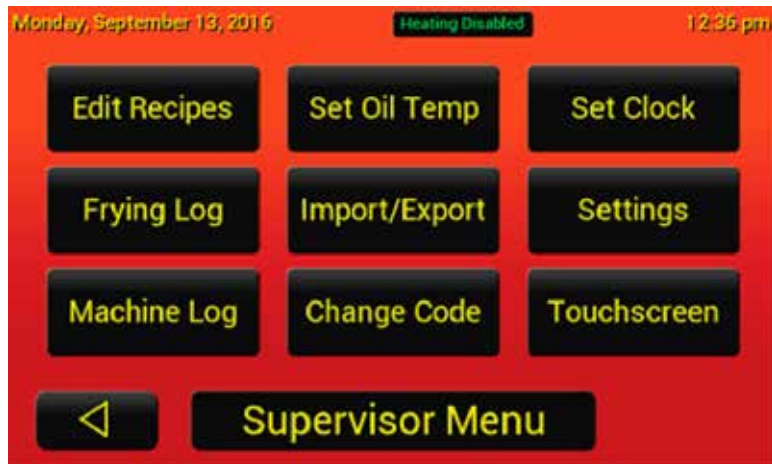 Monday, September 13, 2016 Heating Disabled 12:36 pm
Edit Recipes Set Oil Temp Set Clock
Frying Log Import/Export Settings
Machine Log Change Code Touchscreen
Supervisor Menu